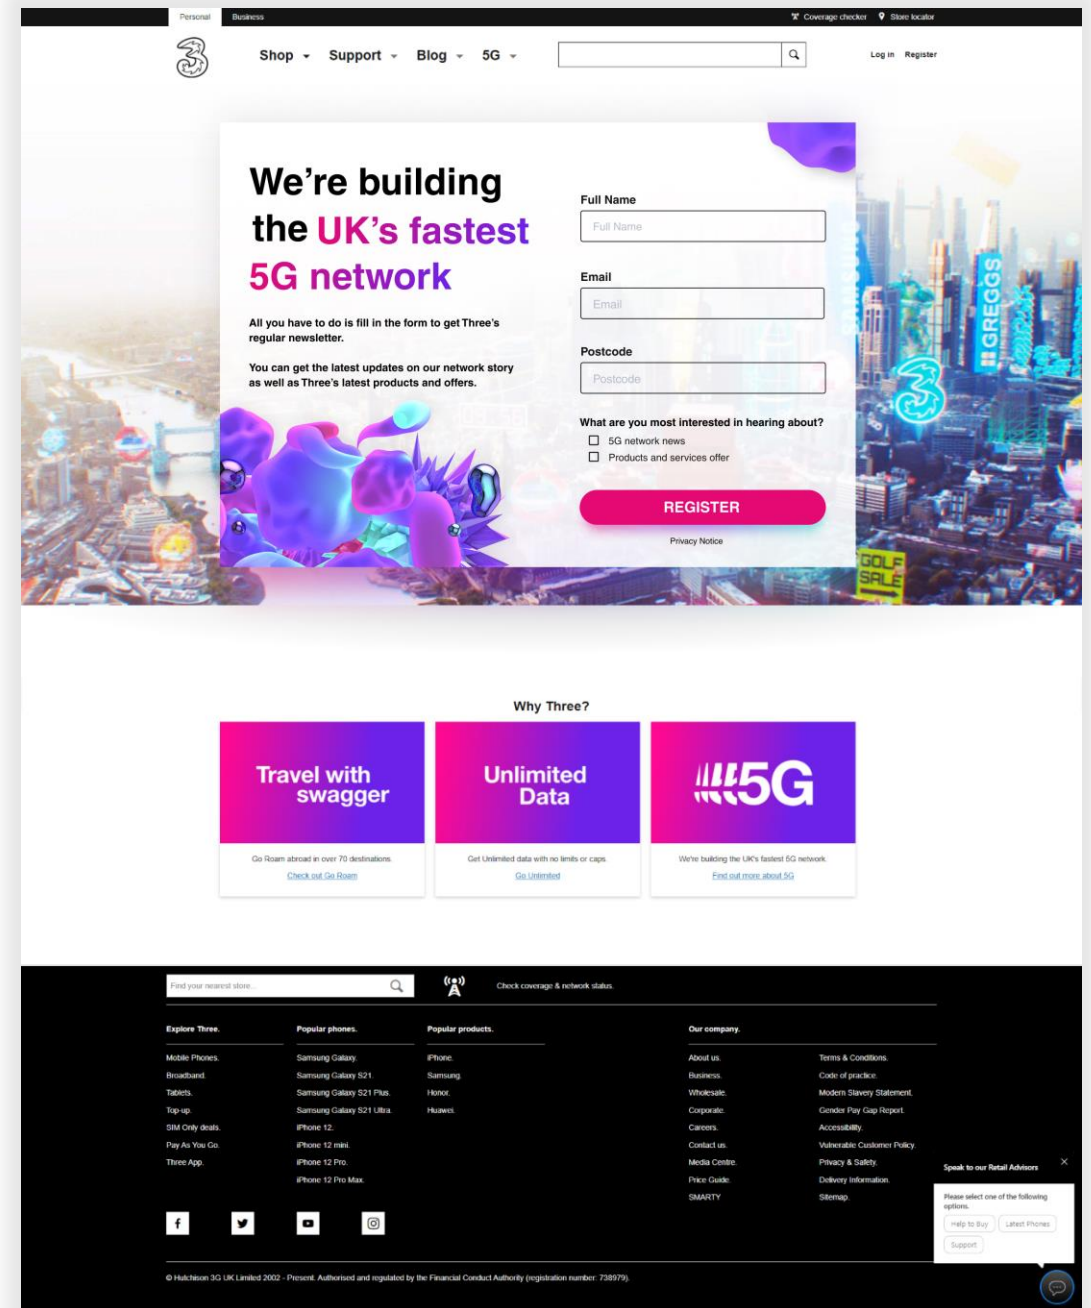 Personal Business Coverage checker Store locator
3 Shop Support Blog 5G Log in Register
We're building
the UK's fastest
5G network
All you have to do is fill in the form to get Three's
regular newsletter.
You can get the latest updates on our network story
as well as Three's latest products and offers.
Full Name
Full Name
Email
Email
Postcode
Postcode
What are you most interested in hearing about?
5G network news
Products and services offer
REGISTER
Privacy Notice
GREGGS
3
GOLF
SALE
Why Three?
Travel with
swagger
Go Roam abroad in over 70 destinations.
Check out Go Roam
Unlimited
Data
Get Unlimited data with no limits or caps
Go Unlimited
5G
We're building the UK's fastest 5G network.
Find out more about 5G
Find your nearest store...
Check coverage & network status.
Explore Three.
Mobile Phones.
Broadband.
Tablets.
Top-up.
SIM Only deals.
Pay As You Go.
Three App.
Popular phones.
Samsung Galaxy.
Samsung Galaxy S21.
Samsung Galaxy S21 Plus.
Samsung Galaxy S21 Ultra.
iPhone 12.
iPhone 12 mini.
iPhone 12 Pro.
iPhone 12 Pro Max.
Popular products.
iPhone.
Samsung.
Honor.
Huawei.
Our company.
About us.
Business.
Wholesale.
Corporate.
Careers.
Contact us.
Media Centre.
Price Guide.
SMARTY
Terms & Conditions.
Code of practice.
Modern Slavery Statement.
Gender Pay Gap Report.
Accessibility.
Vulnerable Customer Policy.
Privacy & Safety.
Delivery Information.
Sitemap.
Speak to our Retail Advisors
Please select one of the following
options.
Help to Buy Latest Phones
Support
© Hutchison 3G UK Limited 2002 - Present. Authorised and regulated by the Financial Conduct Authority (registration number: 738979).